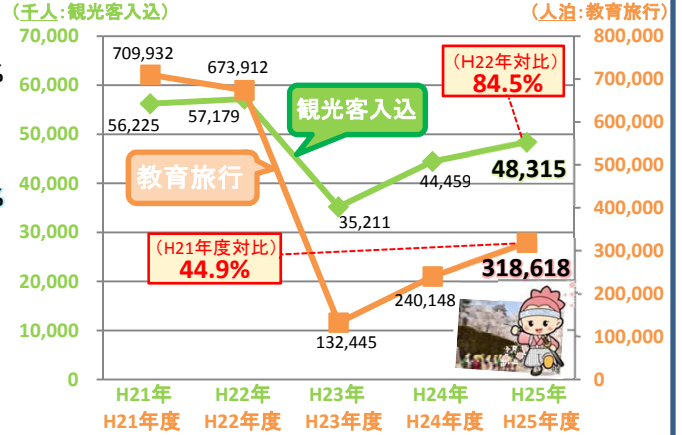 （千人：観光客入込）
（人泊：教育旅行）
70,000
60,000
50,000
40,000
30,000
20,000
10,000
0
800,000
700,000
600,000
500,000
400,000
300,000
200,000
100,000
0
%
%
709,932
673,912
56,225
57,179
観光客入込
教育旅行
（H22年対比）
84.5%
48,315
44,459
35,211
（H21年度対比）
44.9%
318,618
240,148
132,445
H21年
H22年
H23年
H24年
H25年
H21年度
H22年度
H23年度
H24年度
H25年度